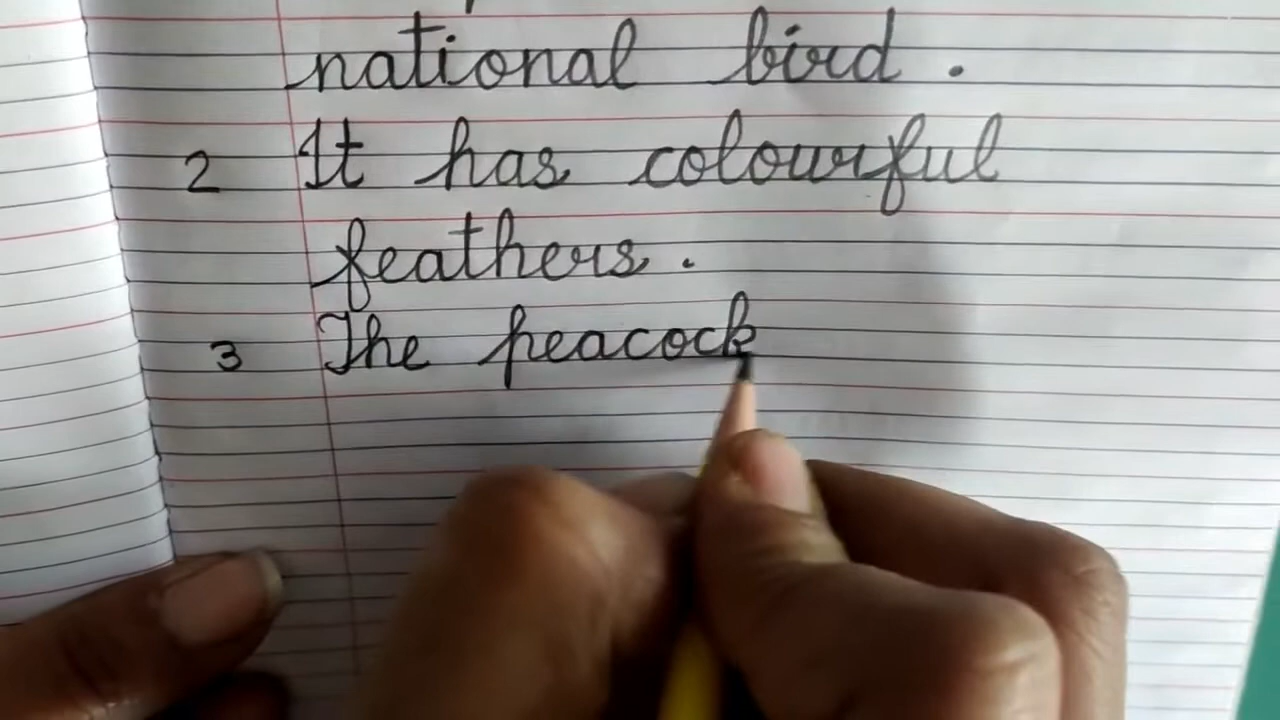 national bird.
2 It has colourful
feathers.
3 The peacock